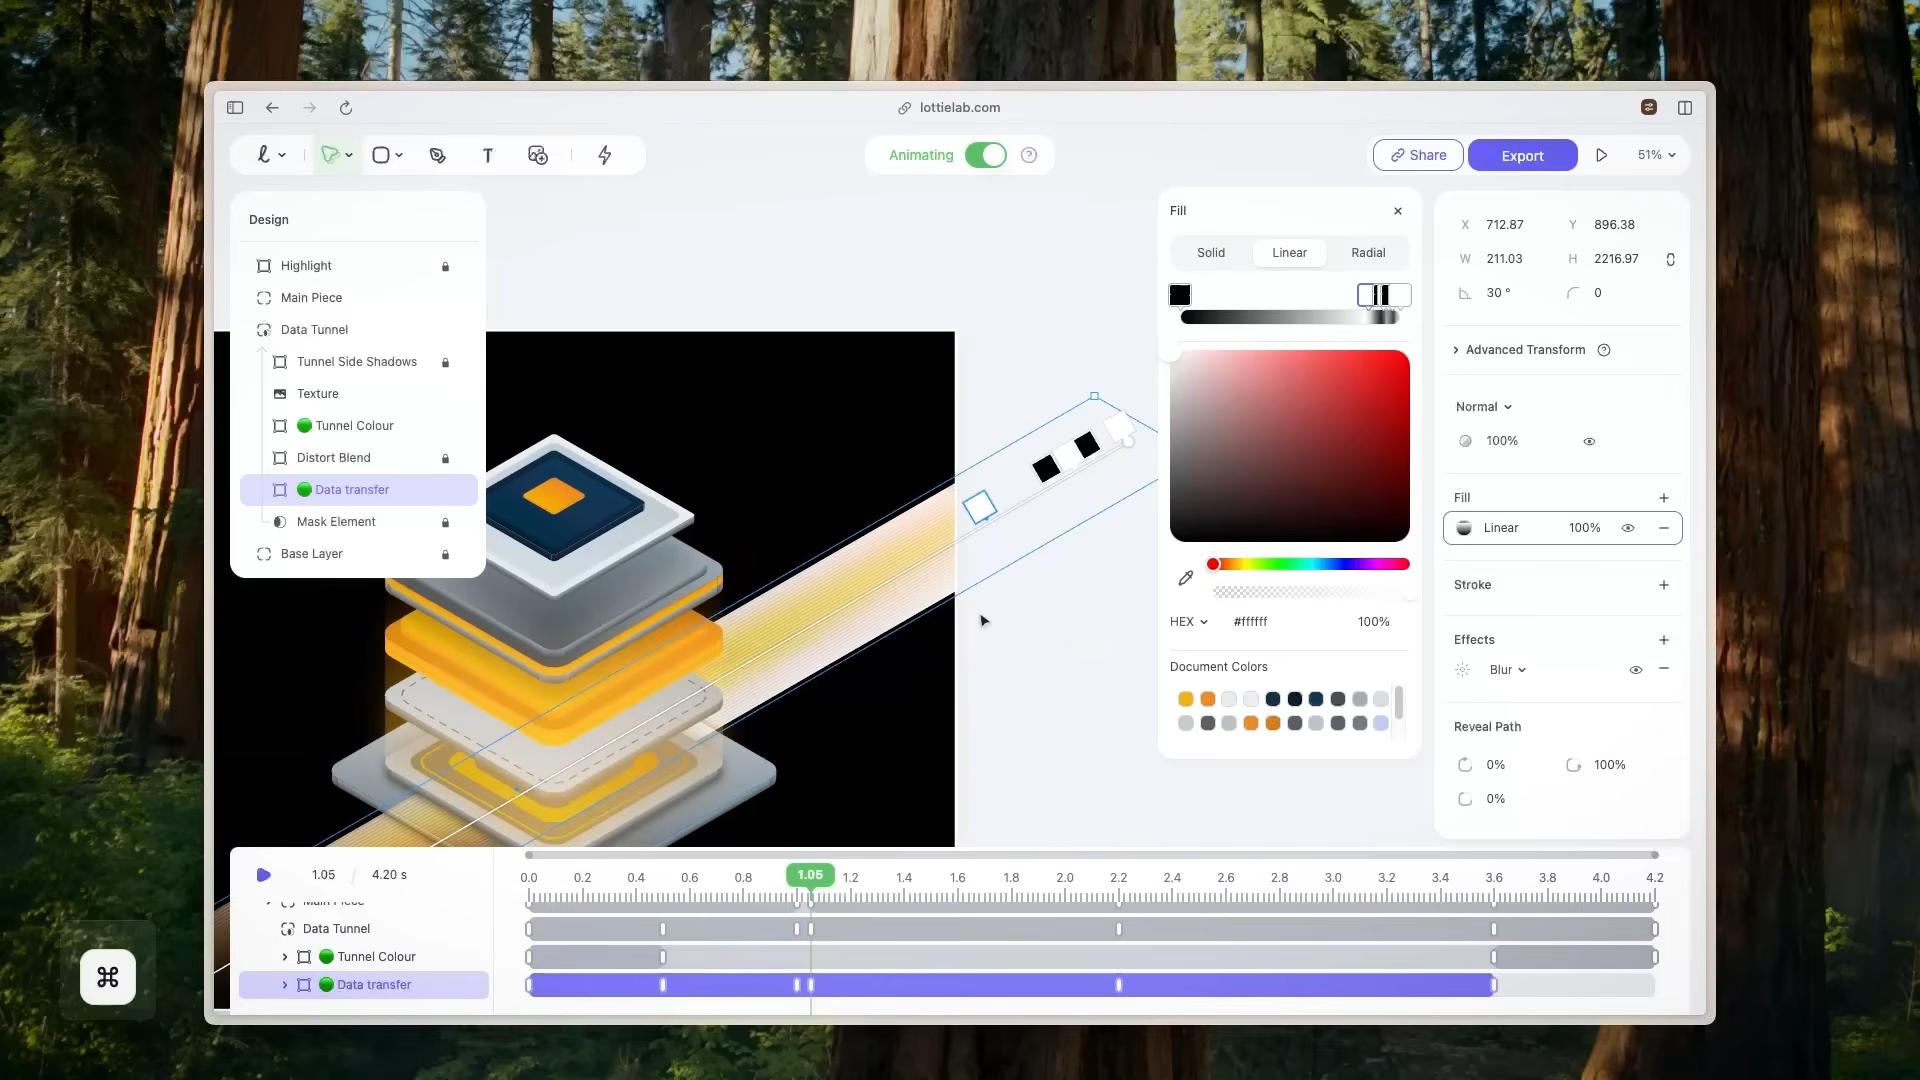 lottielab.com
T
Animating
?
Share
Export
51%
Design
Highlight
Main Piece
Data Tunnel
Tunnel Side Shadows
Texture
Tunnel Colour
Distort Blend
Data transfer
Mask Element
Base Layer
Fill
Solid
Linear
Radial
HEX
#ffffff
100%
Document Colors
X 712.87 Y 896.38
W 211.03 H 2216.97
30 ° 0
Advanced Transform ?
Normal
100%
Fill
Linear 100%
Stroke
Effects
Blur
Reveal Path
0% 100%
0%
1.05 / 4.20 s
0.0 0.2 0.4 0.6 0.8 1.05 1.2 1.4 1.6 1.8 2.0 2.2 2.4 2.6 2.8 3.0 3.2 3.4 3.6 3.8 4.0 4.2
Main Piece
Data Tunnel
Tunnel Colour
Data transfer
⌘